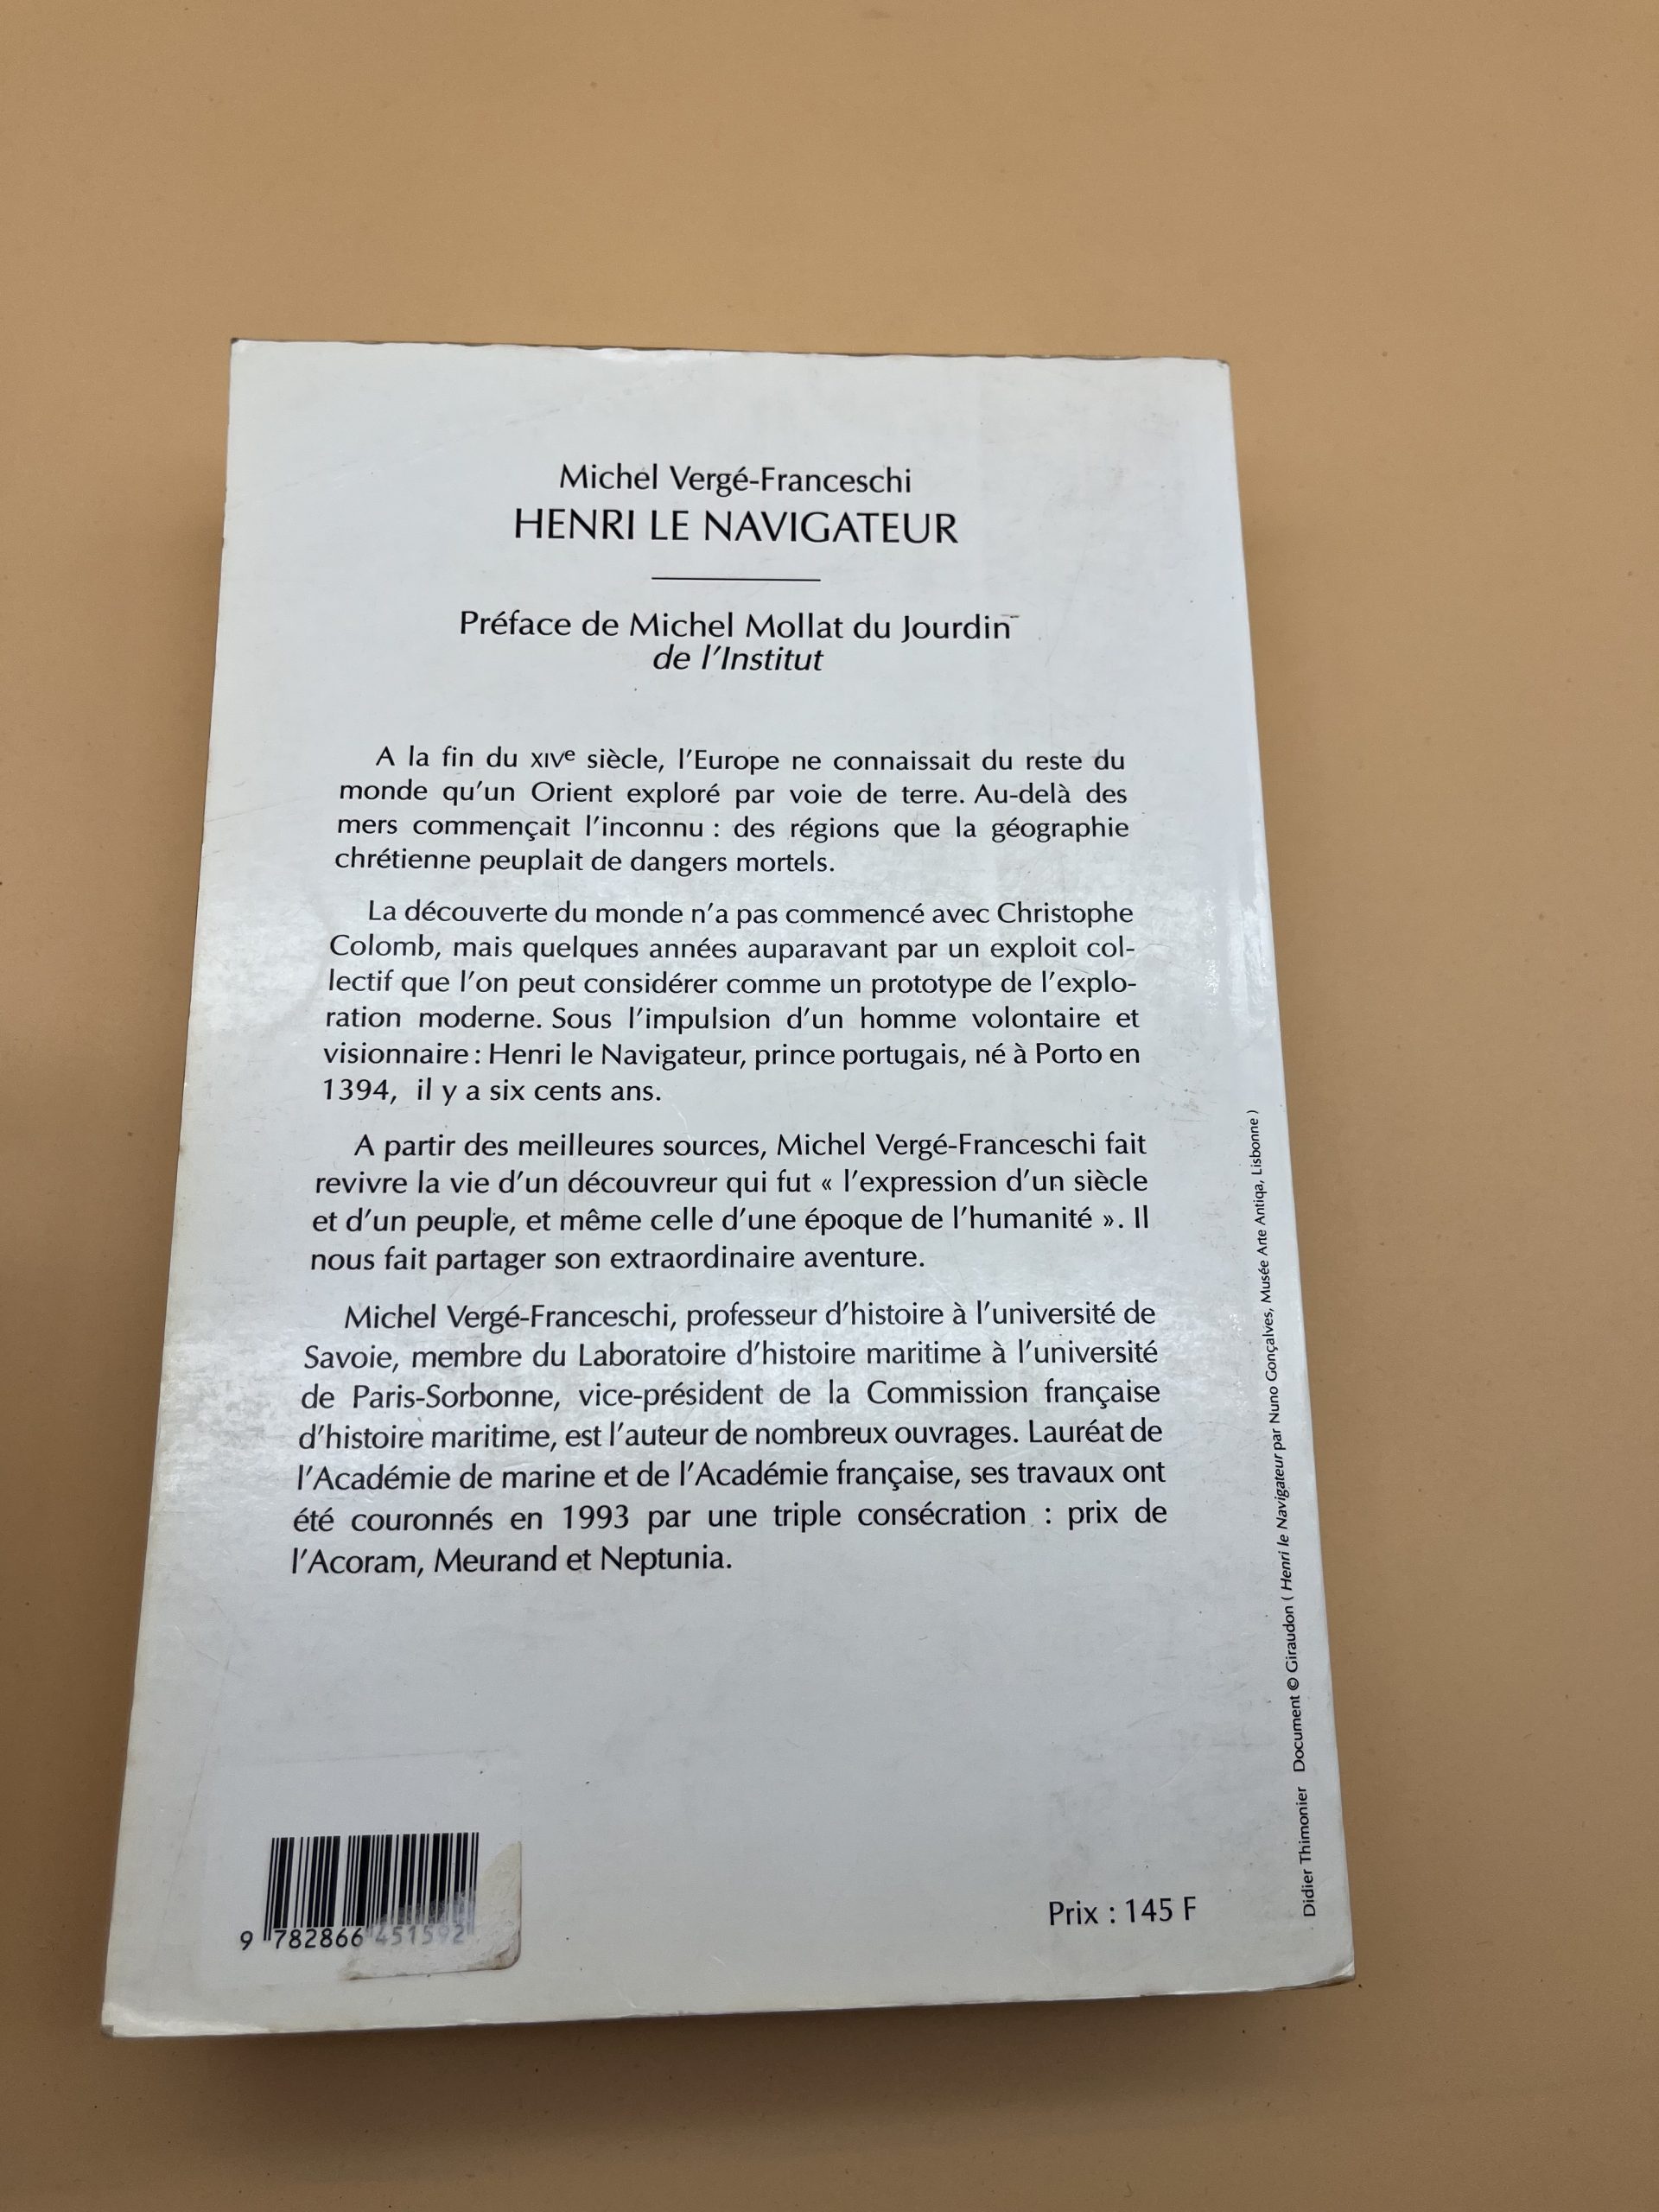 Michel Vergé-Franceschi
HENRI LE NAVIGATEUR
Préface de Michel Mollat du Jourdin
de l'Institut
A la fin du XIVe siècle, l'Europe ne connaissait du reste du
monde qu'un Orient exploré par voie de terre. Au-delà des
mers commençait l'inconnu : des régions que la géographie
chrétienne peuplait de dangers mortels.
La découverte du monde n'a pas commencé avec Christophe
Colomb, mais quelques années auparavant par un exploit col-
lectif que l'on peut considérer comme un prototype de l'explo-
ration moderne. Sous l'impulsion d'un homme volontaire et
visionnaire : Henri le Navigateur, prince portugais, né à Porto en
1394, il y a six cents ans.
A partir des meilleures sources, Michel Vergé-Franceschi fait
revivre la vie d'un découvreur qui fut « l'expression d'un siècle
et d'un peuple, et même celle d'une époque de l'humanité ». Il
nous fait partager son extraordinaire aventure.
Michel Vergé-Franceschi, professeur d'histoire à l'université de
Savoie, membre du Laboratoire d'histoire maritime à l'université
de Paris-Sorbonne, vice-président de la Commission française
d'histoire maritime, est l'auteur de nombreux ouvrages. Lauréat de
l'Académie de marine et de l'Académie française, ses travaux ont
été couronnés en 1993 par une triple consécration : prix de
l'Acoram, Meurand et Neptunia.
9 782866 451592
Prix : 145 F
Didier Thimonier Document © Giraudon ( Henri le Navigateur par Nuno Gonçalves, Musée Arte Antiqa, Lisbonne )